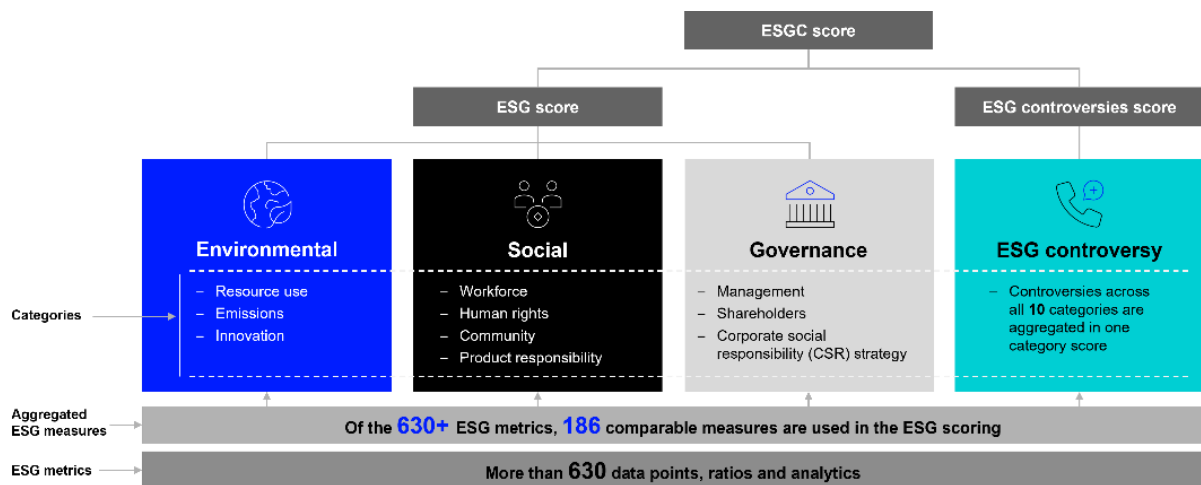 ESGC score
ESG score
ESG controversies score
Environmental
Social
Governance
ESG controversy
Categories
– Resource use
– Emissions
– Innovation
– Workforce
– Human rights
– Community
– Product responsibility
– Management
– Shareholders
– Corporate social
responsibility (CSR) strategy
– Controversies across
all 10 categories are
aggregated in one
category score
Aggregated
ESG measures
Of the 630+ ESG metrics, 186 comparable measures are used in the ESG scoring
ESG metrics
More than 630 data points, ratios and analytics